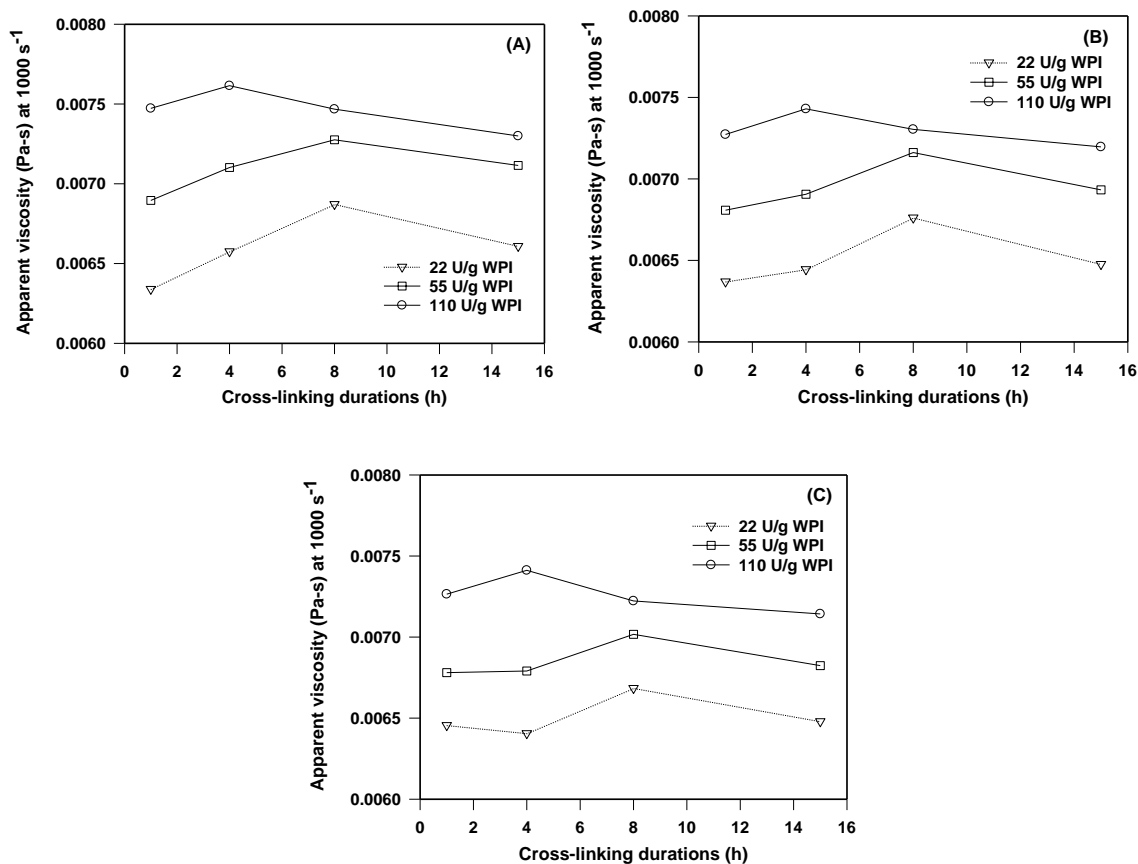 (A)
Apparent viscosity (Pa-s) at 1000 s-1
0.0080
0.0075
0.0070
0.0065
0.0060
22 U/g WPI
55 U/g WPI
110 U/g WPI
0 2 4 6 8 10 12 14 16
Cross-linking durations (h)
(B)
Apparent viscosity (Pa-s) at 1000 s-1
0.0080
0.0075
0.0070
0.0065
0.0060
22 U/g WPI
55 U/g WPI
110 U/g WPI
0 2 4 6 8 10 12 14 16
Cross-linking durations (h)
(C)
Apparent viscosity (Pa-s) at 1000 s-1
0.0080
0.0075
0.0070
0.0065
0.0060
22 U/g WPI
55 U/g WPI
110 U/g WPI
0 2 4 6 8 10 12 14 16
Cross-linking durations (h)